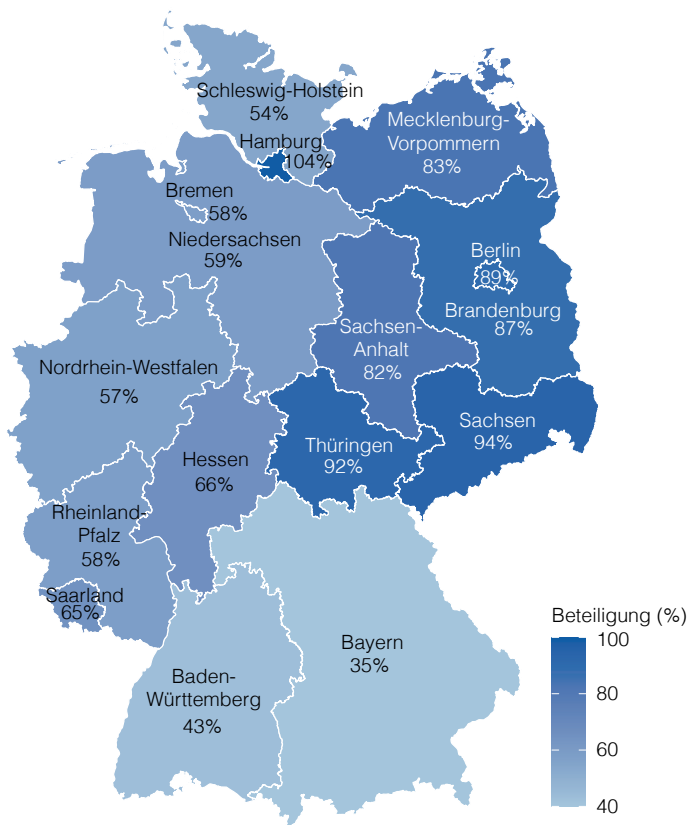 Schleswig-Holstein
54%
Mecklenburg-
Vorpommern
83%
Hamburg
104%
Bremen
58%
Niedersachsen
59%
Berlin
89%
Brandenburg
87%
Sachsen-
Anhalt
82%
Nordrhein-Westfalen
57%
Sachsen
94%
Thüringen
92%
Hessen
66%
Rheinland-
Pfalz
58%
Saarland
65%
Bayern
35%
Baden-
Württemberg
43%
Beteiligung (%)
100
80
60
40